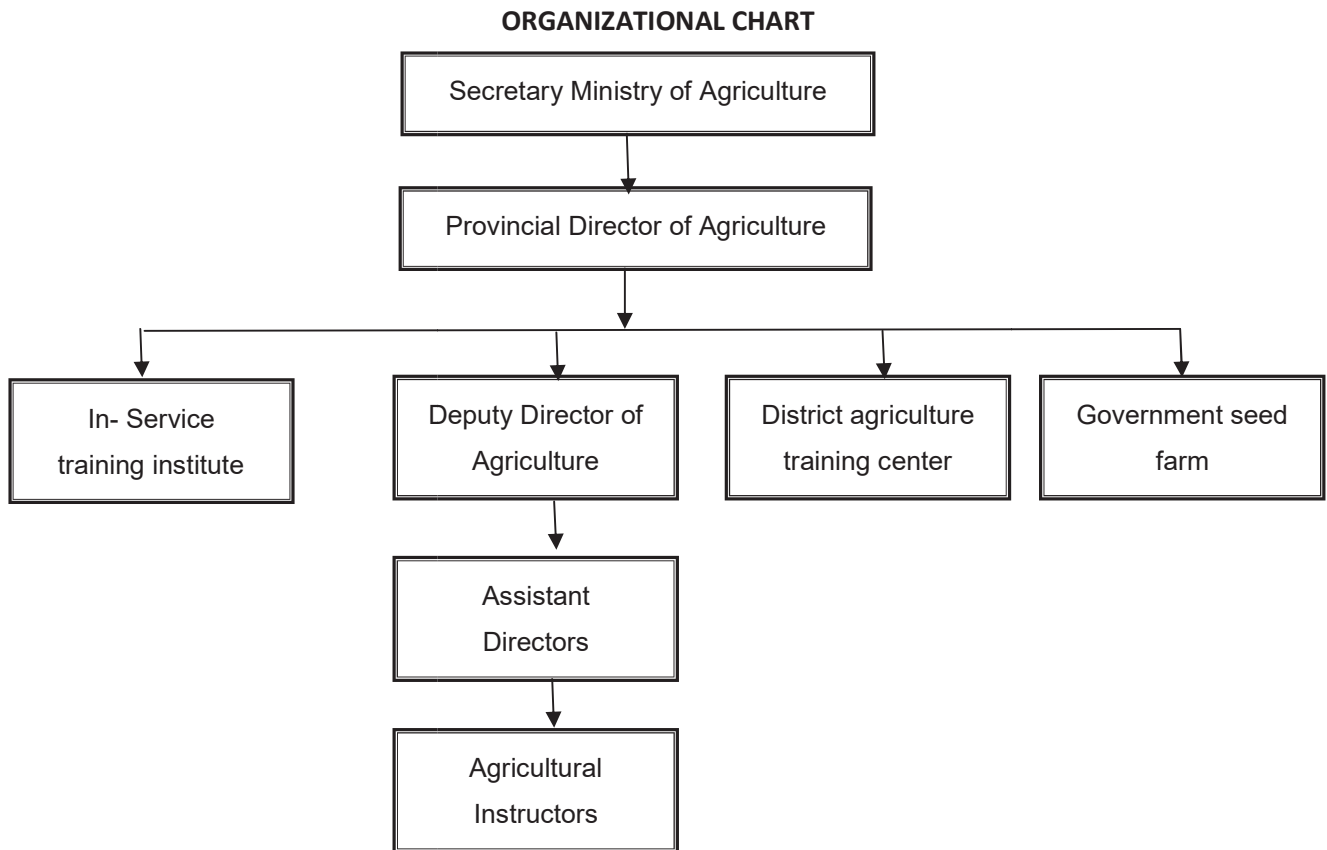 ORGANIZATIONAL CHART
Secretary Ministry of Agriculture
Provincial Director of Agriculture
In- Service
training institute
Deputy Director of
Agriculture
District agriculture
training center
Government seed
farm
Assistant
Directors
Agricultural
Instructors